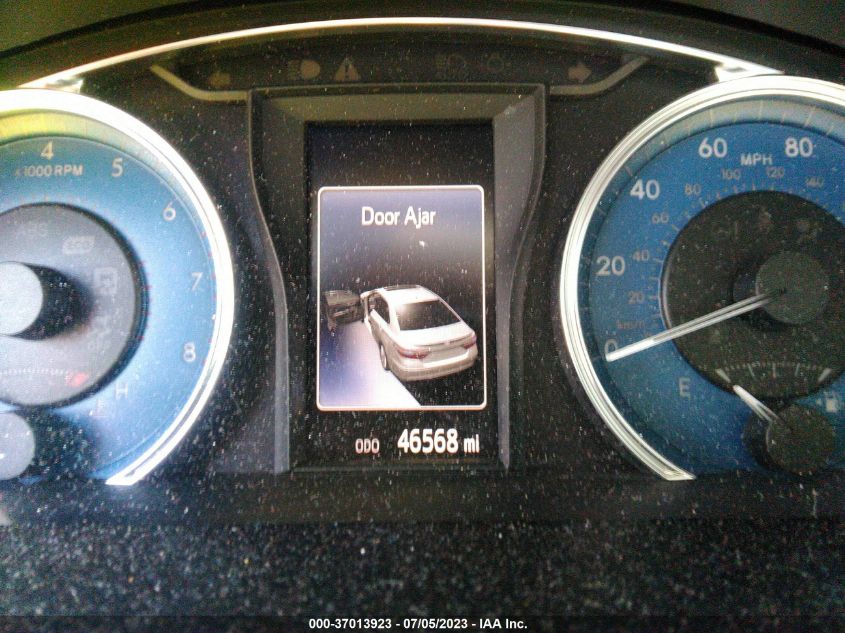 4 5 6 7 8
x1000 RPM
H
Door Ajar
ODO 46568 mi
0 20 40 60 80
MPH
20 40 60 80 100 120 140
km/h
E
000-37013923 - 07/05/2023 - IAA Inc.